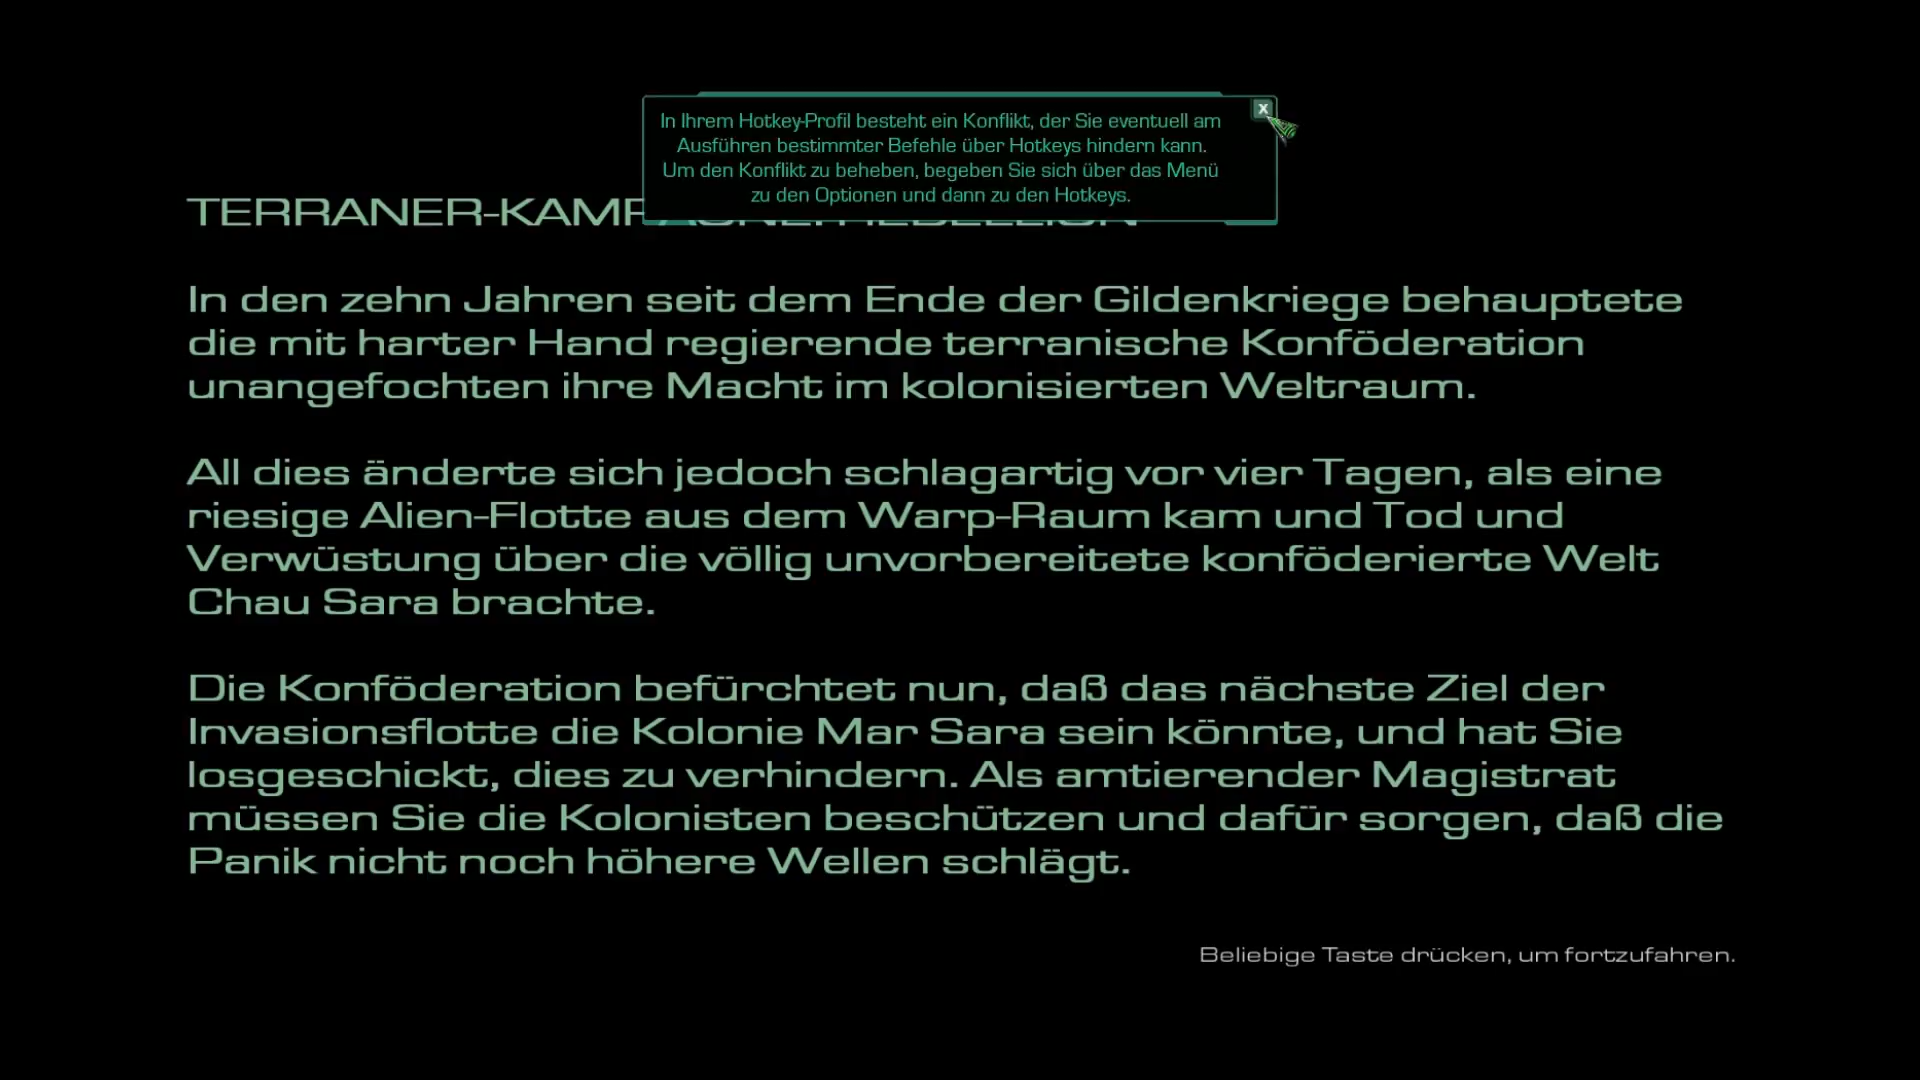 In Ihrem Hotkey-Profil besteht ein Konflikt, der Sie eventuell am
Ausführen bestimmter Befehle über Hotkeys hindern kann.
Um den Konflikt zu beheben, begeben Sie sich über das Menü
zu den Optionen und dann zu den Hotkeys.
X
In den zehn Jahren seit dem Ende der Gildenkriege behauptete
die mit harter Hand regierende terranische Konföderation
unangefochten ihre Macht im kolonisierten Weltraum.
All dies änderte sich jedoch schlagartig vor vier Tagen, als eine
riesige Alien-Flotte aus dem Warp-Raum kam und Tod und
Verwüstung über die völlig unvorbereitete konföderierte Welt
Chau Sara brachte.
Die Konföderation befürchtet nun, daß das nächste Ziel der
Invasionsflotte die Kolonie Mar Sara sein könnte, und hat Sie
losgeschickt, dies zu verhindern. Als amtierender Magistrat
müssen Sie die Kolonisten beschützen und dafür sorgen, daß die
Panik nicht noch höhere Wellen schlägt.
Beliebige Taste drücken, um fortzufahren.